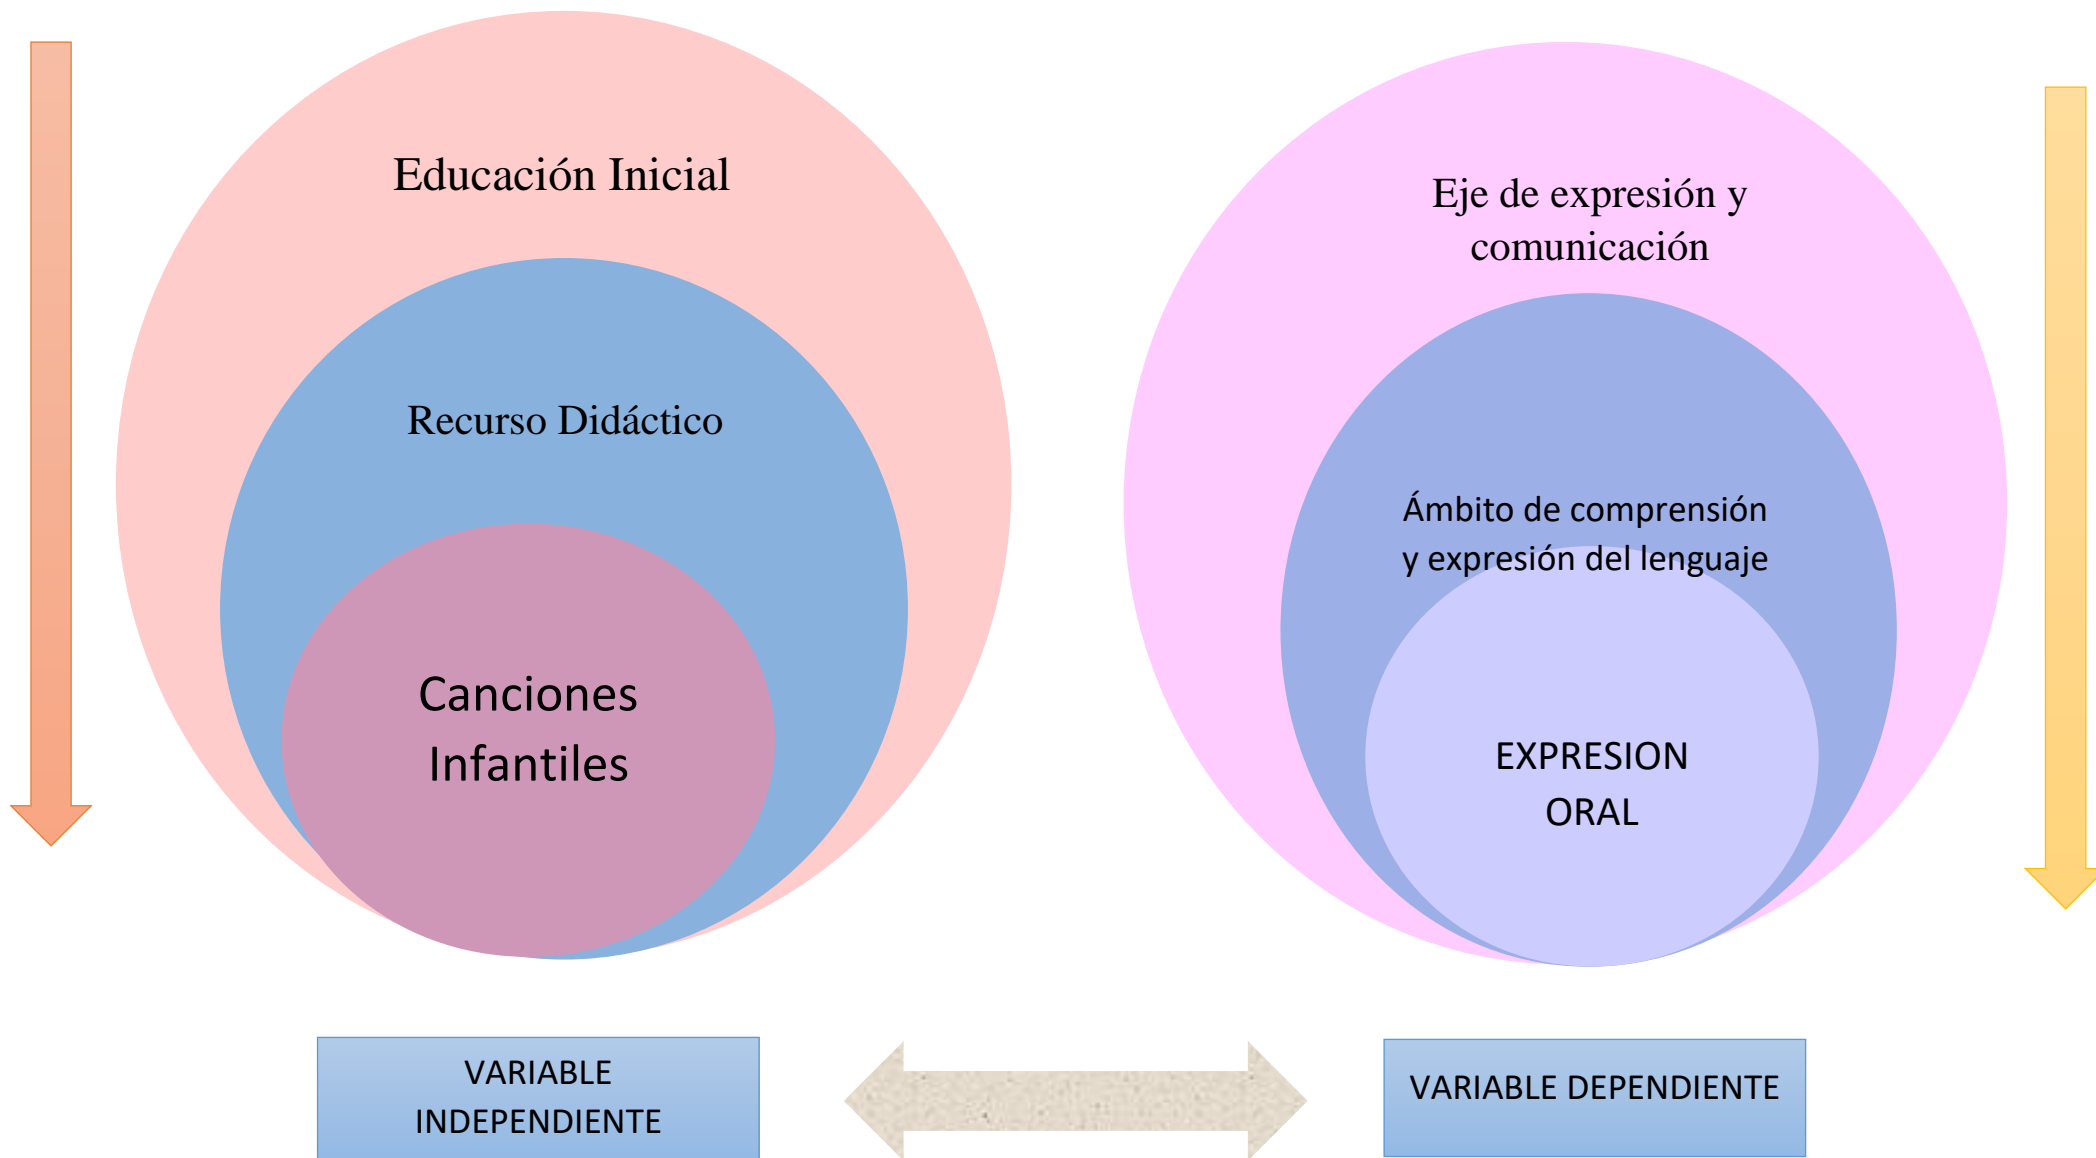 Educación Inicial
Recurso Didáctico
Canciones
Infantiles
Eje de expresión y
comunicación
Ámbito de comprensión
y expresión del lenguaje
EXPRESION
ORAL
VARIABLE
INDEPENDIENTE
VARIABLE DEPENDIENTE